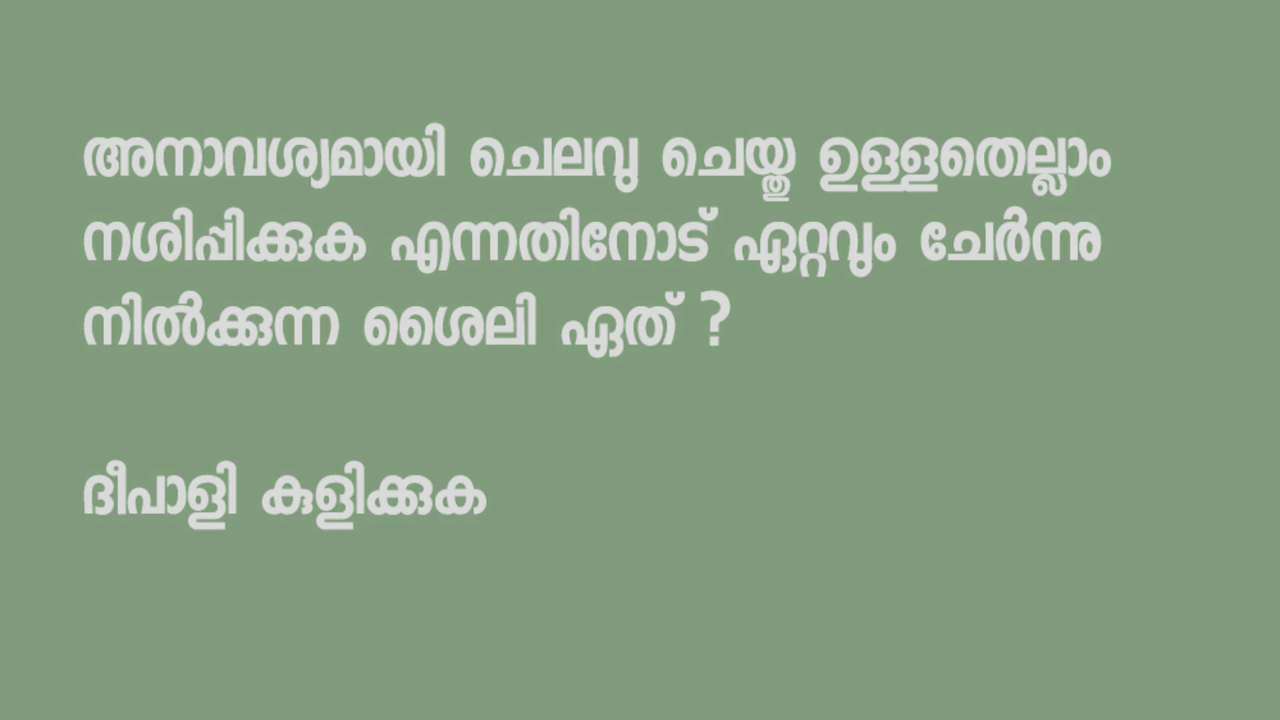 അനാവശ്യമായി ചെലവു ചെയ്തു ഉള്ളതെല്ലാം
നശിപ്പിക്കുക എന്നതിനോട് ഏറ്റവും ചേർന്നു
നിൽക്കുന്ന ശൈലി ഏത് ?
ദീപാളി കുളിക്കുക